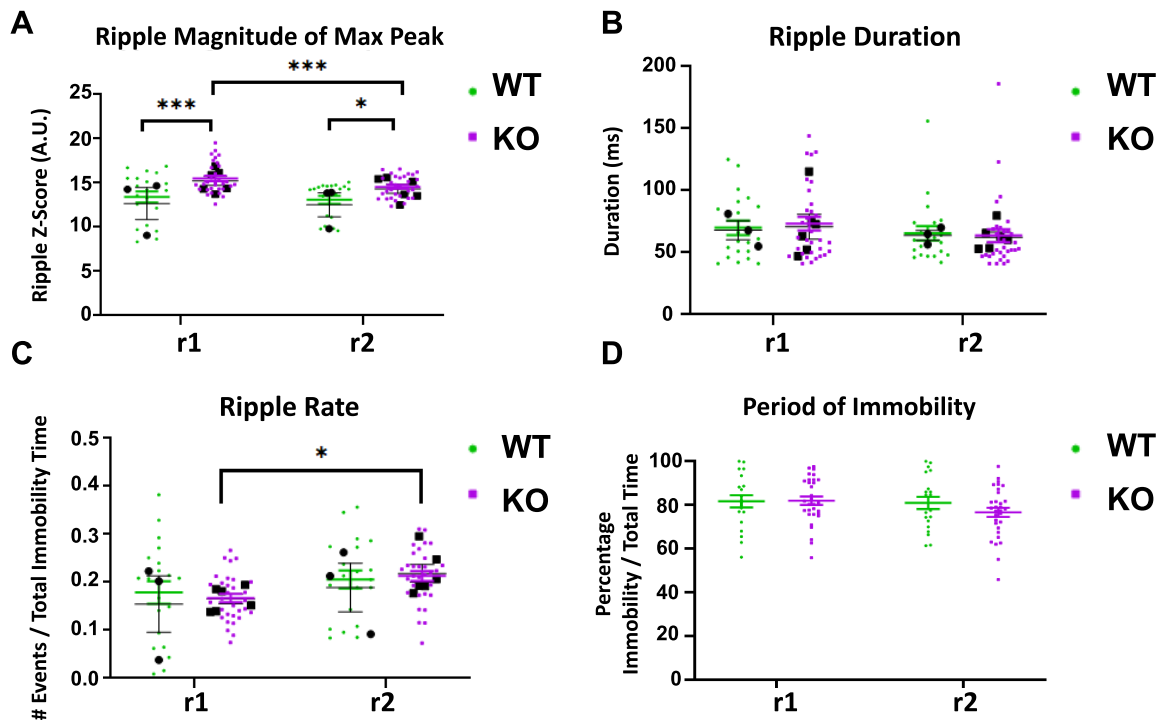 A
Ripple Magnitude of Max Peak
***
***
*
Ripple Z-Score (A.U.)
25
20
15
10
5
0
r1
r2
WT
KO
B
Ripple Duration
Duration (ms)
200
150
100
50
0
r1
r2
WT
KO
C
Ripple Rate
*
# Events / Total Immobility Time
0.5
0.4
0.3
0.2
0.1
0.0
r1
r2
WT
KO
D
Period of Immobility
Percentage
Immobility / Total Time
100
80
60
40
20
0
r1
r2
WT
KO